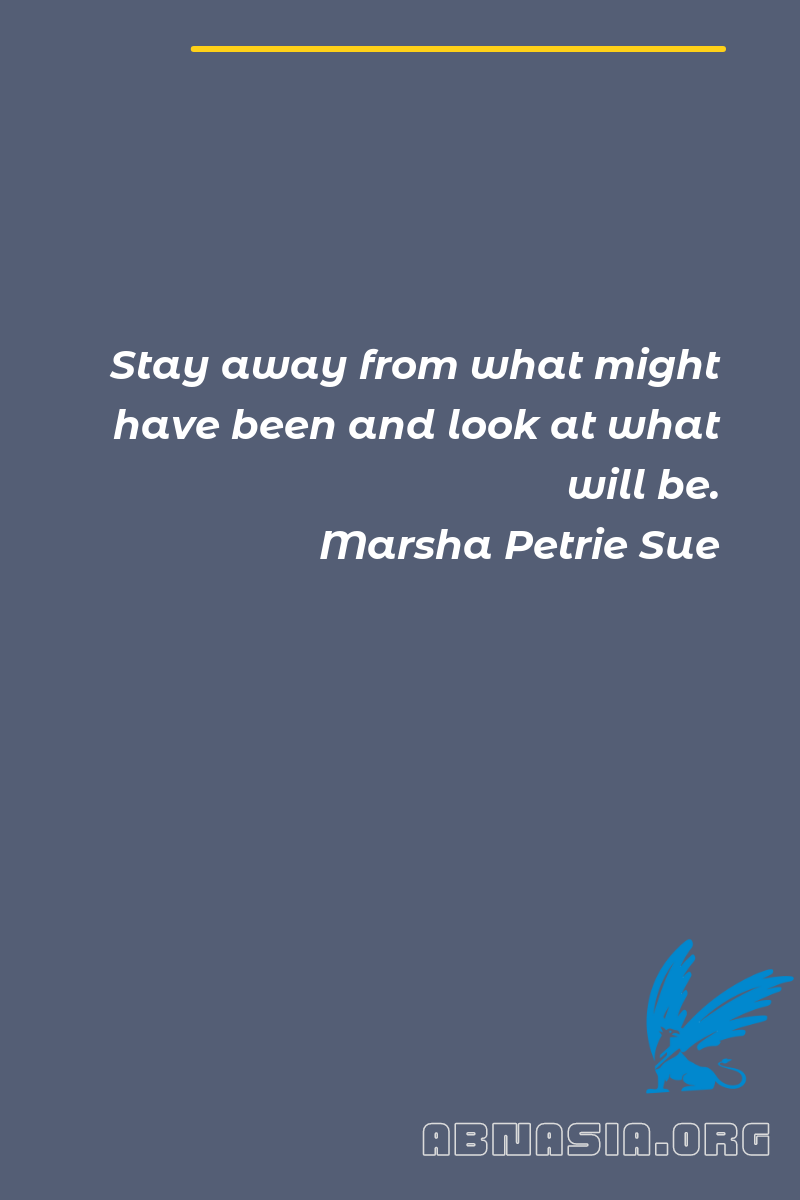 Stay away from what might
have been and look at what
will be.
Marsha Petrie Sue
ABNASIA.ORG